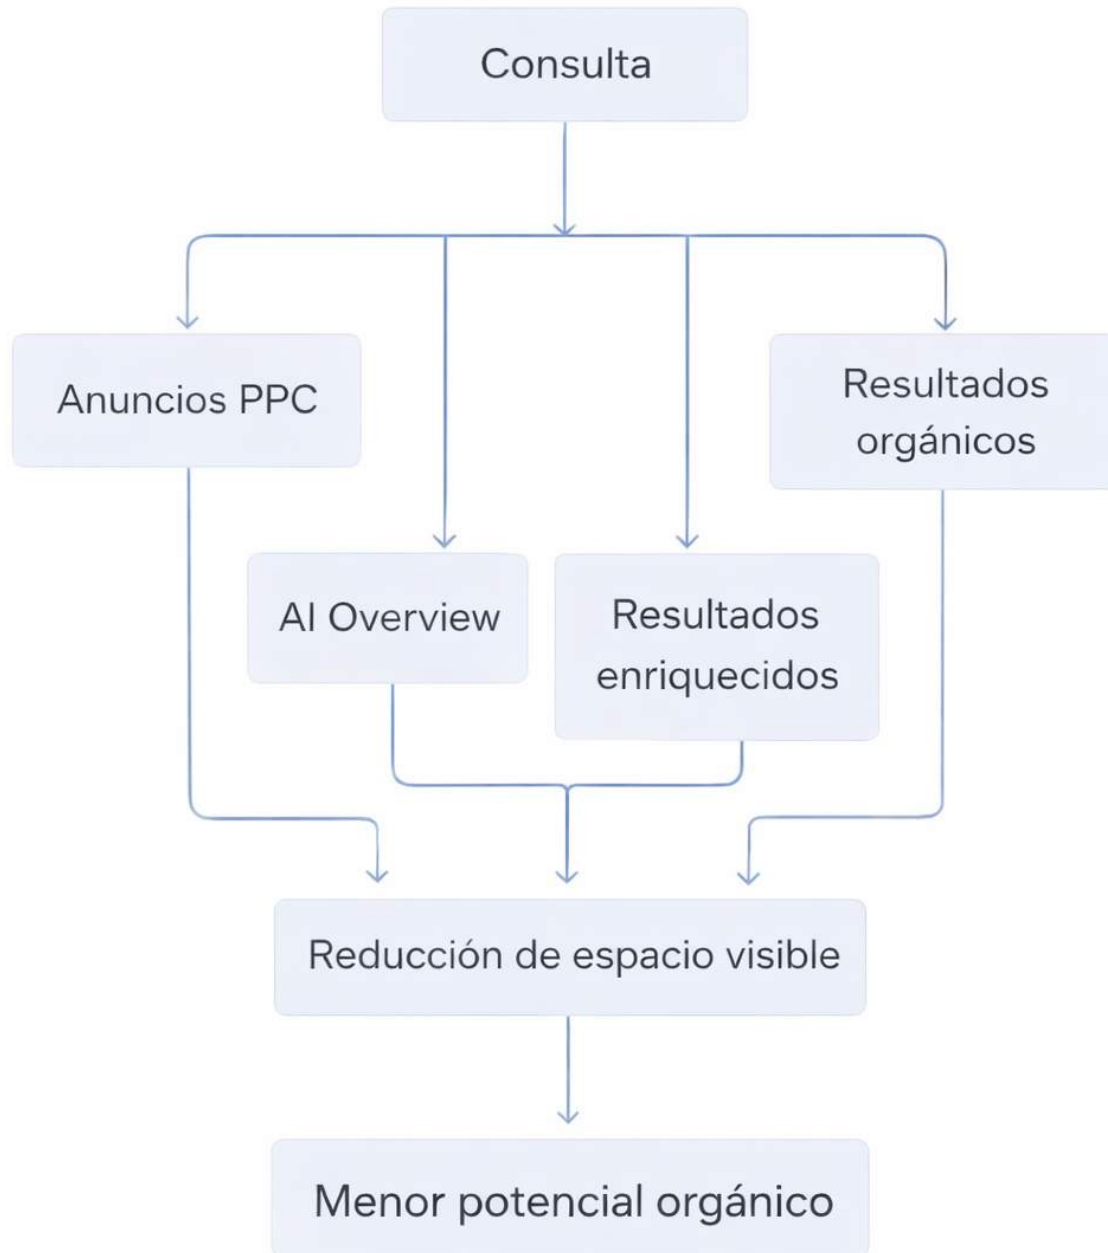 Consulta
Anuncios PPC
Resultados
orgánicos
AI Overview
Resultados
enriquecidos
Reducción de espacio visible
Menor potencial orgánico